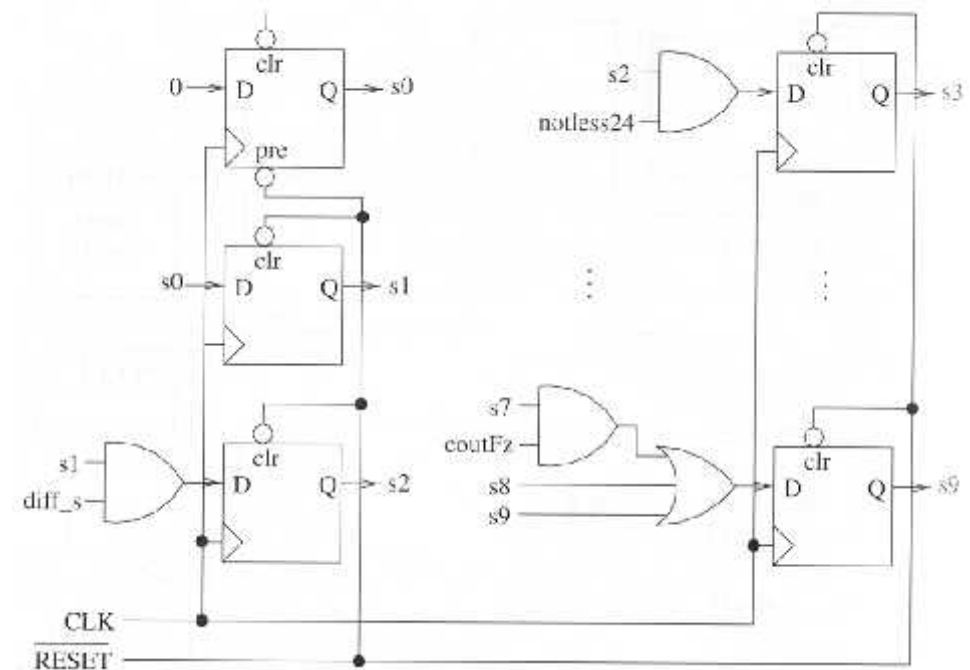 clr
0 D Q s0
pre
clr
s0 D Q s1
clr
s1
diff_s
D Q s2
clr
s2
notless24
D Q s3
s7
coutFz
s8
s9
clr
D Q s9
CLK
RESET